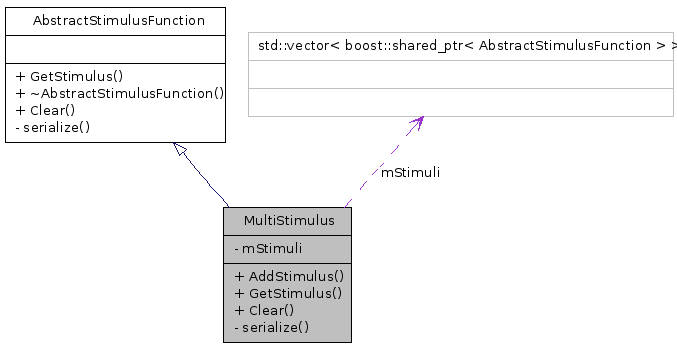 AbstractStimulusFunction
+ GetStimulus()
+ ~AbstractStimulusFunction()
+ Clear()
- serialize()
std::vector< boost::shared_ptr< AbstractStimulusFunction > >
mStimuli
MultiStimulus
- mStimuli
+ AddStimulus()
+ GetStimulus()
+ Clear()
- serialize()